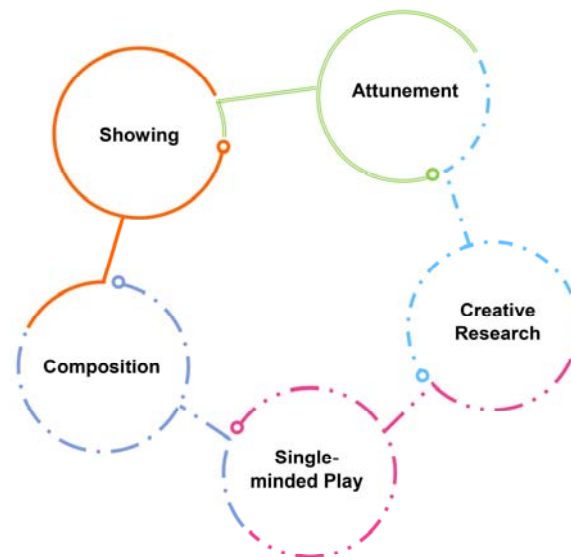 Attunement
Showing
Creative
Research
Composition
Single-
minded Play